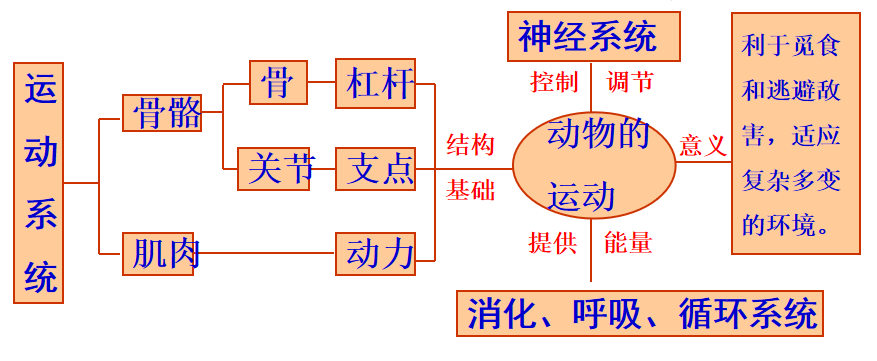 运动系统
骨骼
肌肉
骨
关节
杠杆
支点
动力
结构
基础
神经系统
控制 调节
动物的
运动
提供 能量
消化、呼吸、循环系统
意义
利于觅食
和逃避敌
害，适应
复杂多变
的环境。